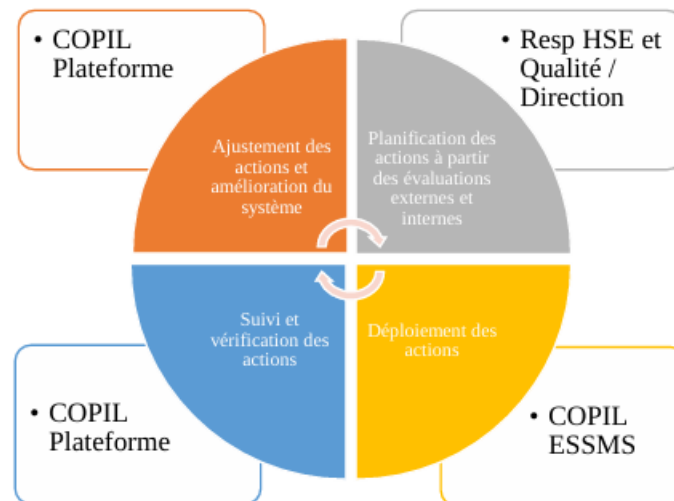 • COPIL
Plateforme
• Resp HSE et
Qualité /
Direction
Ajustement des
actions et
amélioration du
système
Planification des
actions à partir
des évaluations
externes et
internes
Suivi et
vérification des
actions
Déploiement des
actions
• COPIL
Plateforme
• COPIL
ESSMS